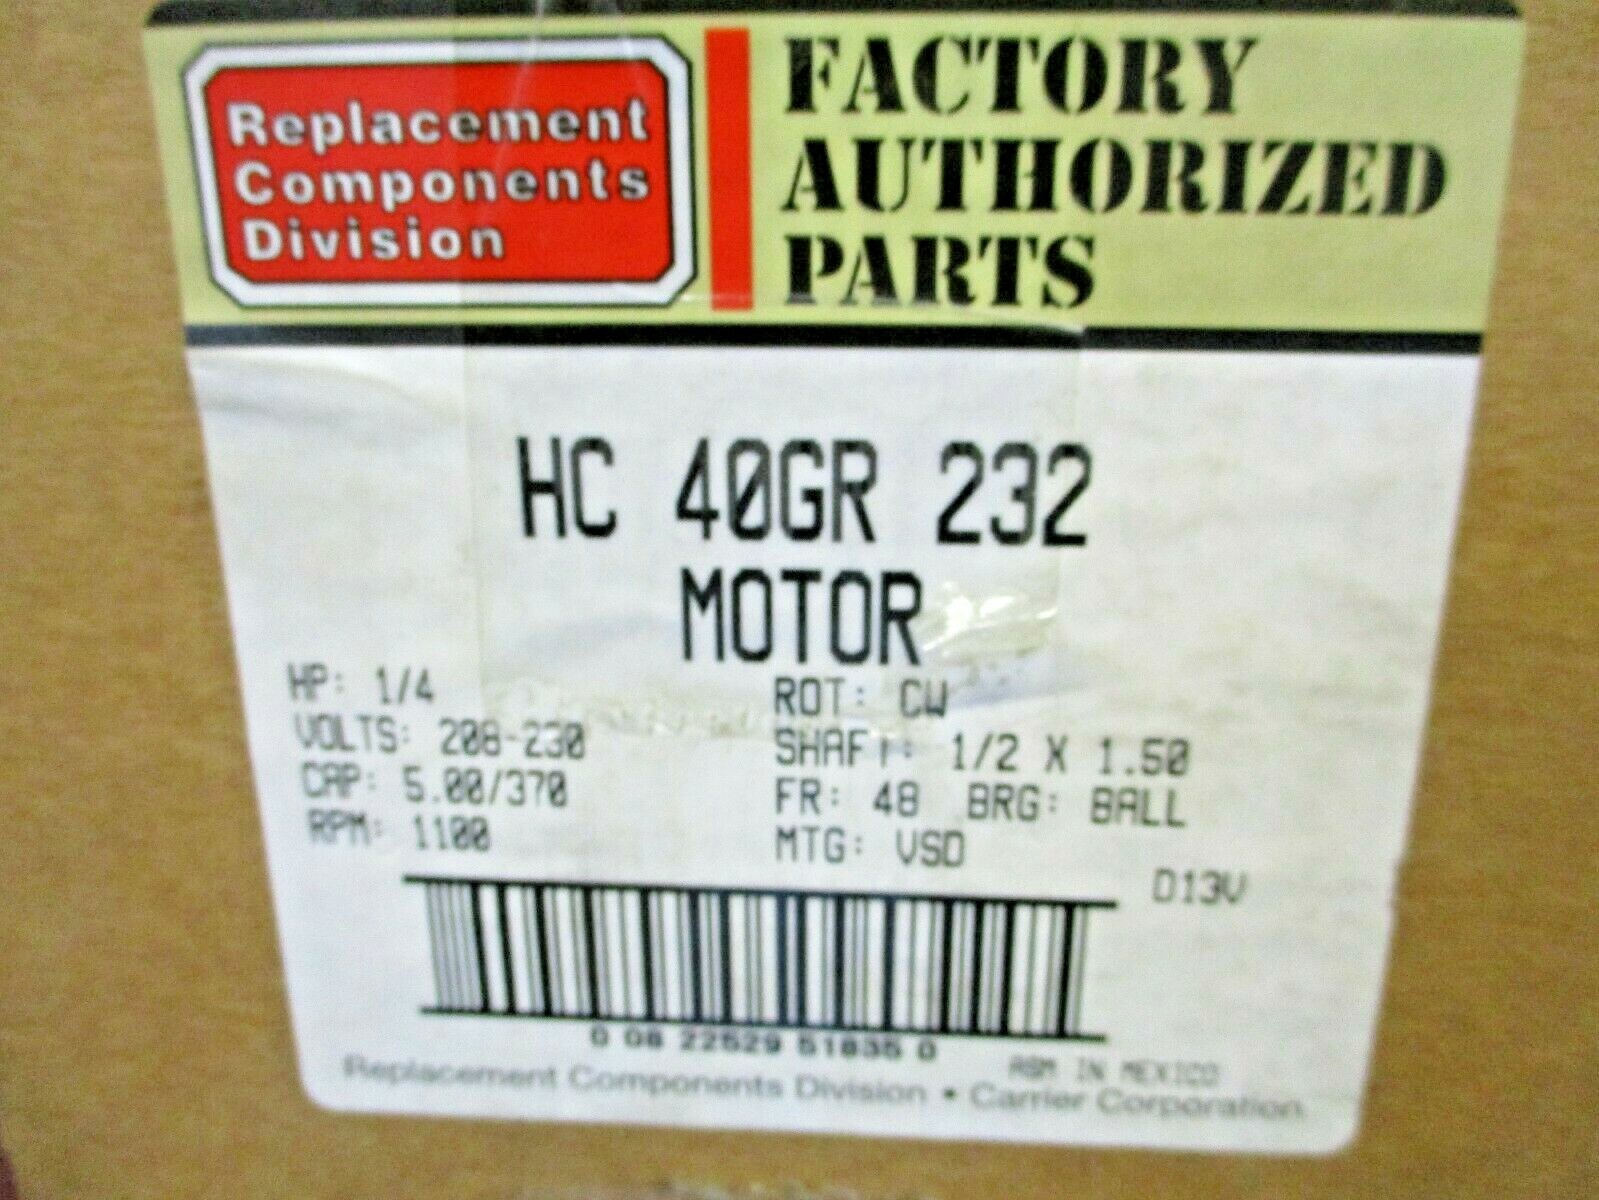 Replacement
Components
Division
FACTORY
AUTHORIZED
PARTS
HC 40GR 232
MOTOR
HP: 1/4
VOLTS: 208-230
CAP: 5.00/370
RPM: 1100
ROT: CW
SHAFT: 1/2 X 1.50
FR: 48 BRG: BALL
MTG: VSD
D13V
0 08 22529 51835 0
ASM IN MEXICO
Replacement Components Division • Carrier Corporation